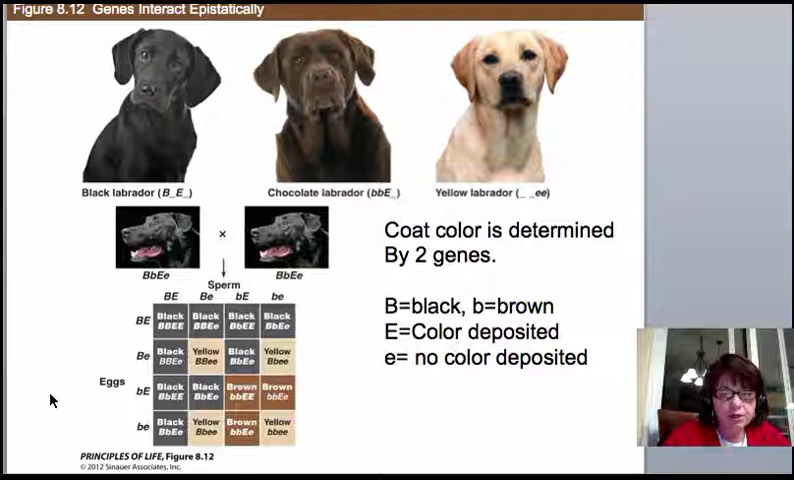 Figure 8.12 Genes Interact Epistatically
Black labrador (B_E_)
Chocolate labrador (bbE_)
Yellow labrador (_ _ee)
×
BbEe
BbEe
Coat color is determined
By 2 genes.
B=black, b=brown
E=Color deposited
e= no color deposited
Sperm
BE Be bE be
Eggs
BE
Black BBEE
Black BBEe
Black BbEE
Black BbEe
Be
Black BBEe
Yellow BBee
Black BbEe
Yellow Bbee
bE
Black BbEE
Black BbEe
Brown bbEE
Brown bbEe
be
Black BbEe
Yellow Bbee
Brown bbEe
Yellow bbee
PRINCIPLES OF LIFE, Figure 8.12
© 2012 Sinauer Associates, Inc.